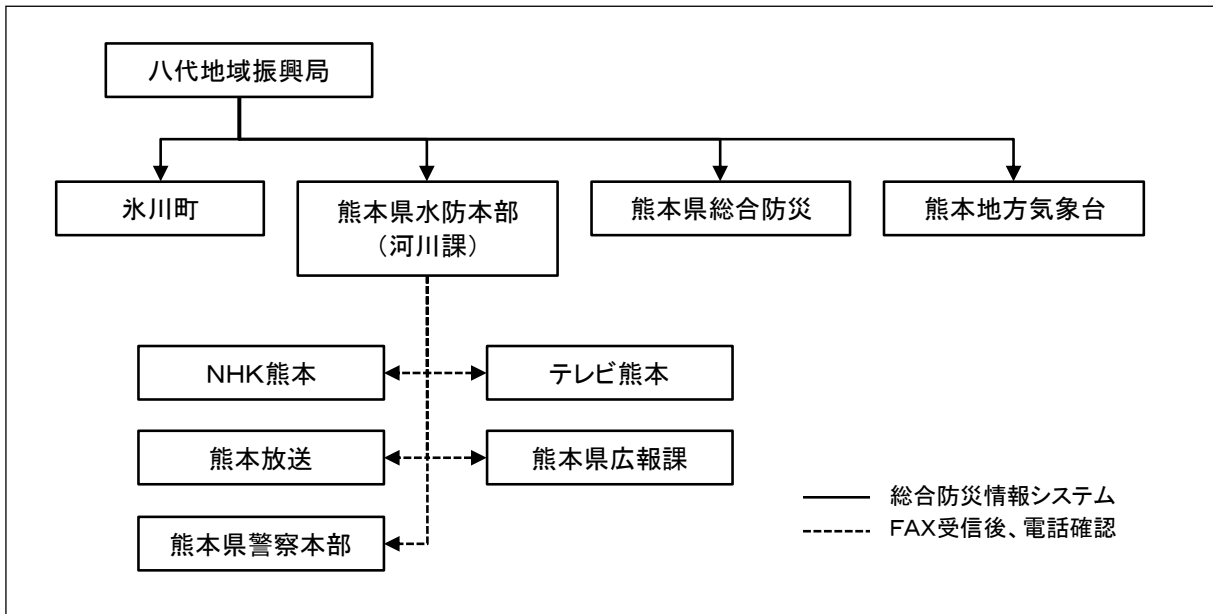 八代地域振興局
氷川町
熊本県水防本部
（河川課）
熊本県総合防災
熊本地方気象台
NHK熊本
テレビ熊本
熊本放送
熊本県広報課
熊本県警察本部
総合防災情報システム
FAX受信後、電話確認